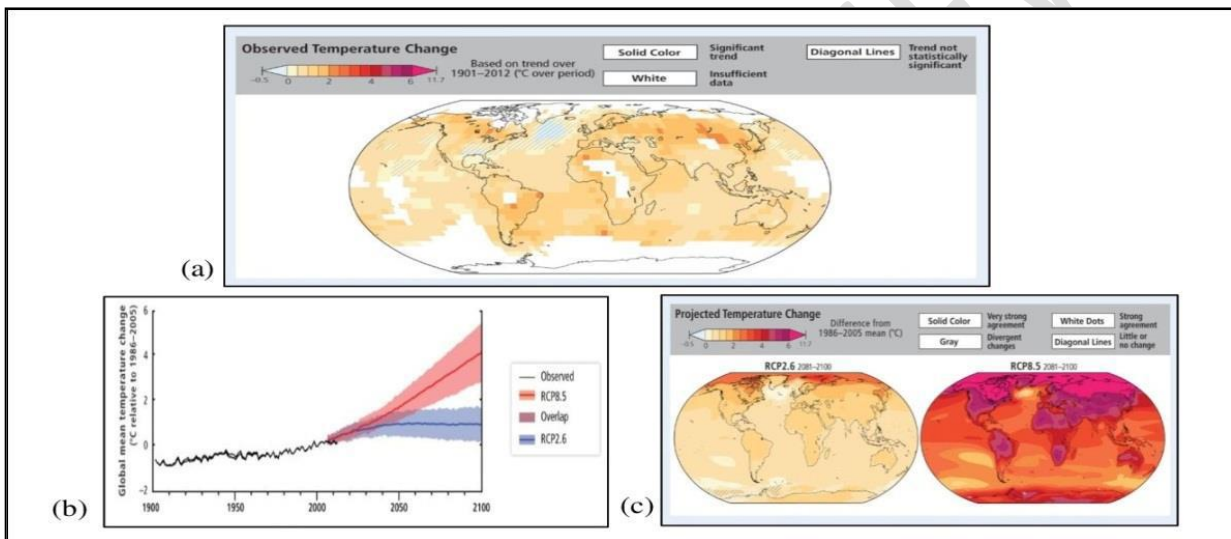 Observed Temperature Change
Based on trend over
1901–2012 (°C over period)
−0.5 0 2 4 6 11.7
Solid Color
Significant
trend
White
Insufficient
data
Diagonal Lines
Trend not
statistically
significant
(a)
Global mean temperature change
(°C relative to 1986–2005)
6
4
2
0
−2
1900 1950 2000 2050 2100
Observed
RCP8.5
Overlap
RCP2.6
(b)
Projected Temperature Change
Difference from
1986–2005 mean (°C)
−0.5 0 2 4 6 11.7
Solid Color
Very strong
agreement
White Dots
Strong
agreement
Gray
Divergent
changes
Diagonal Lines
Little or
no change
RCP2.6 2081–2100
RCP8.5 2081–2100
(c)